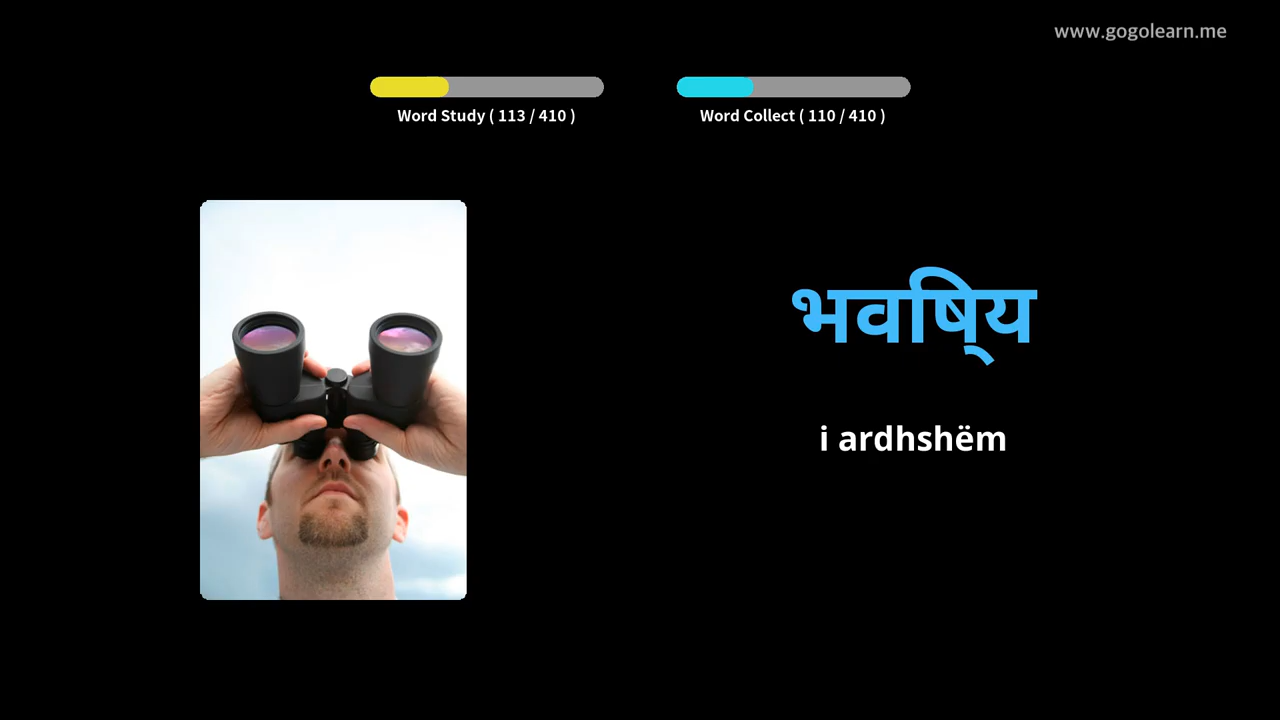 www.gogolearn.me
Word Study ( 113 / 410 )
Word Collect ( 110 / 410 )
भविष्य
i ardhshëm